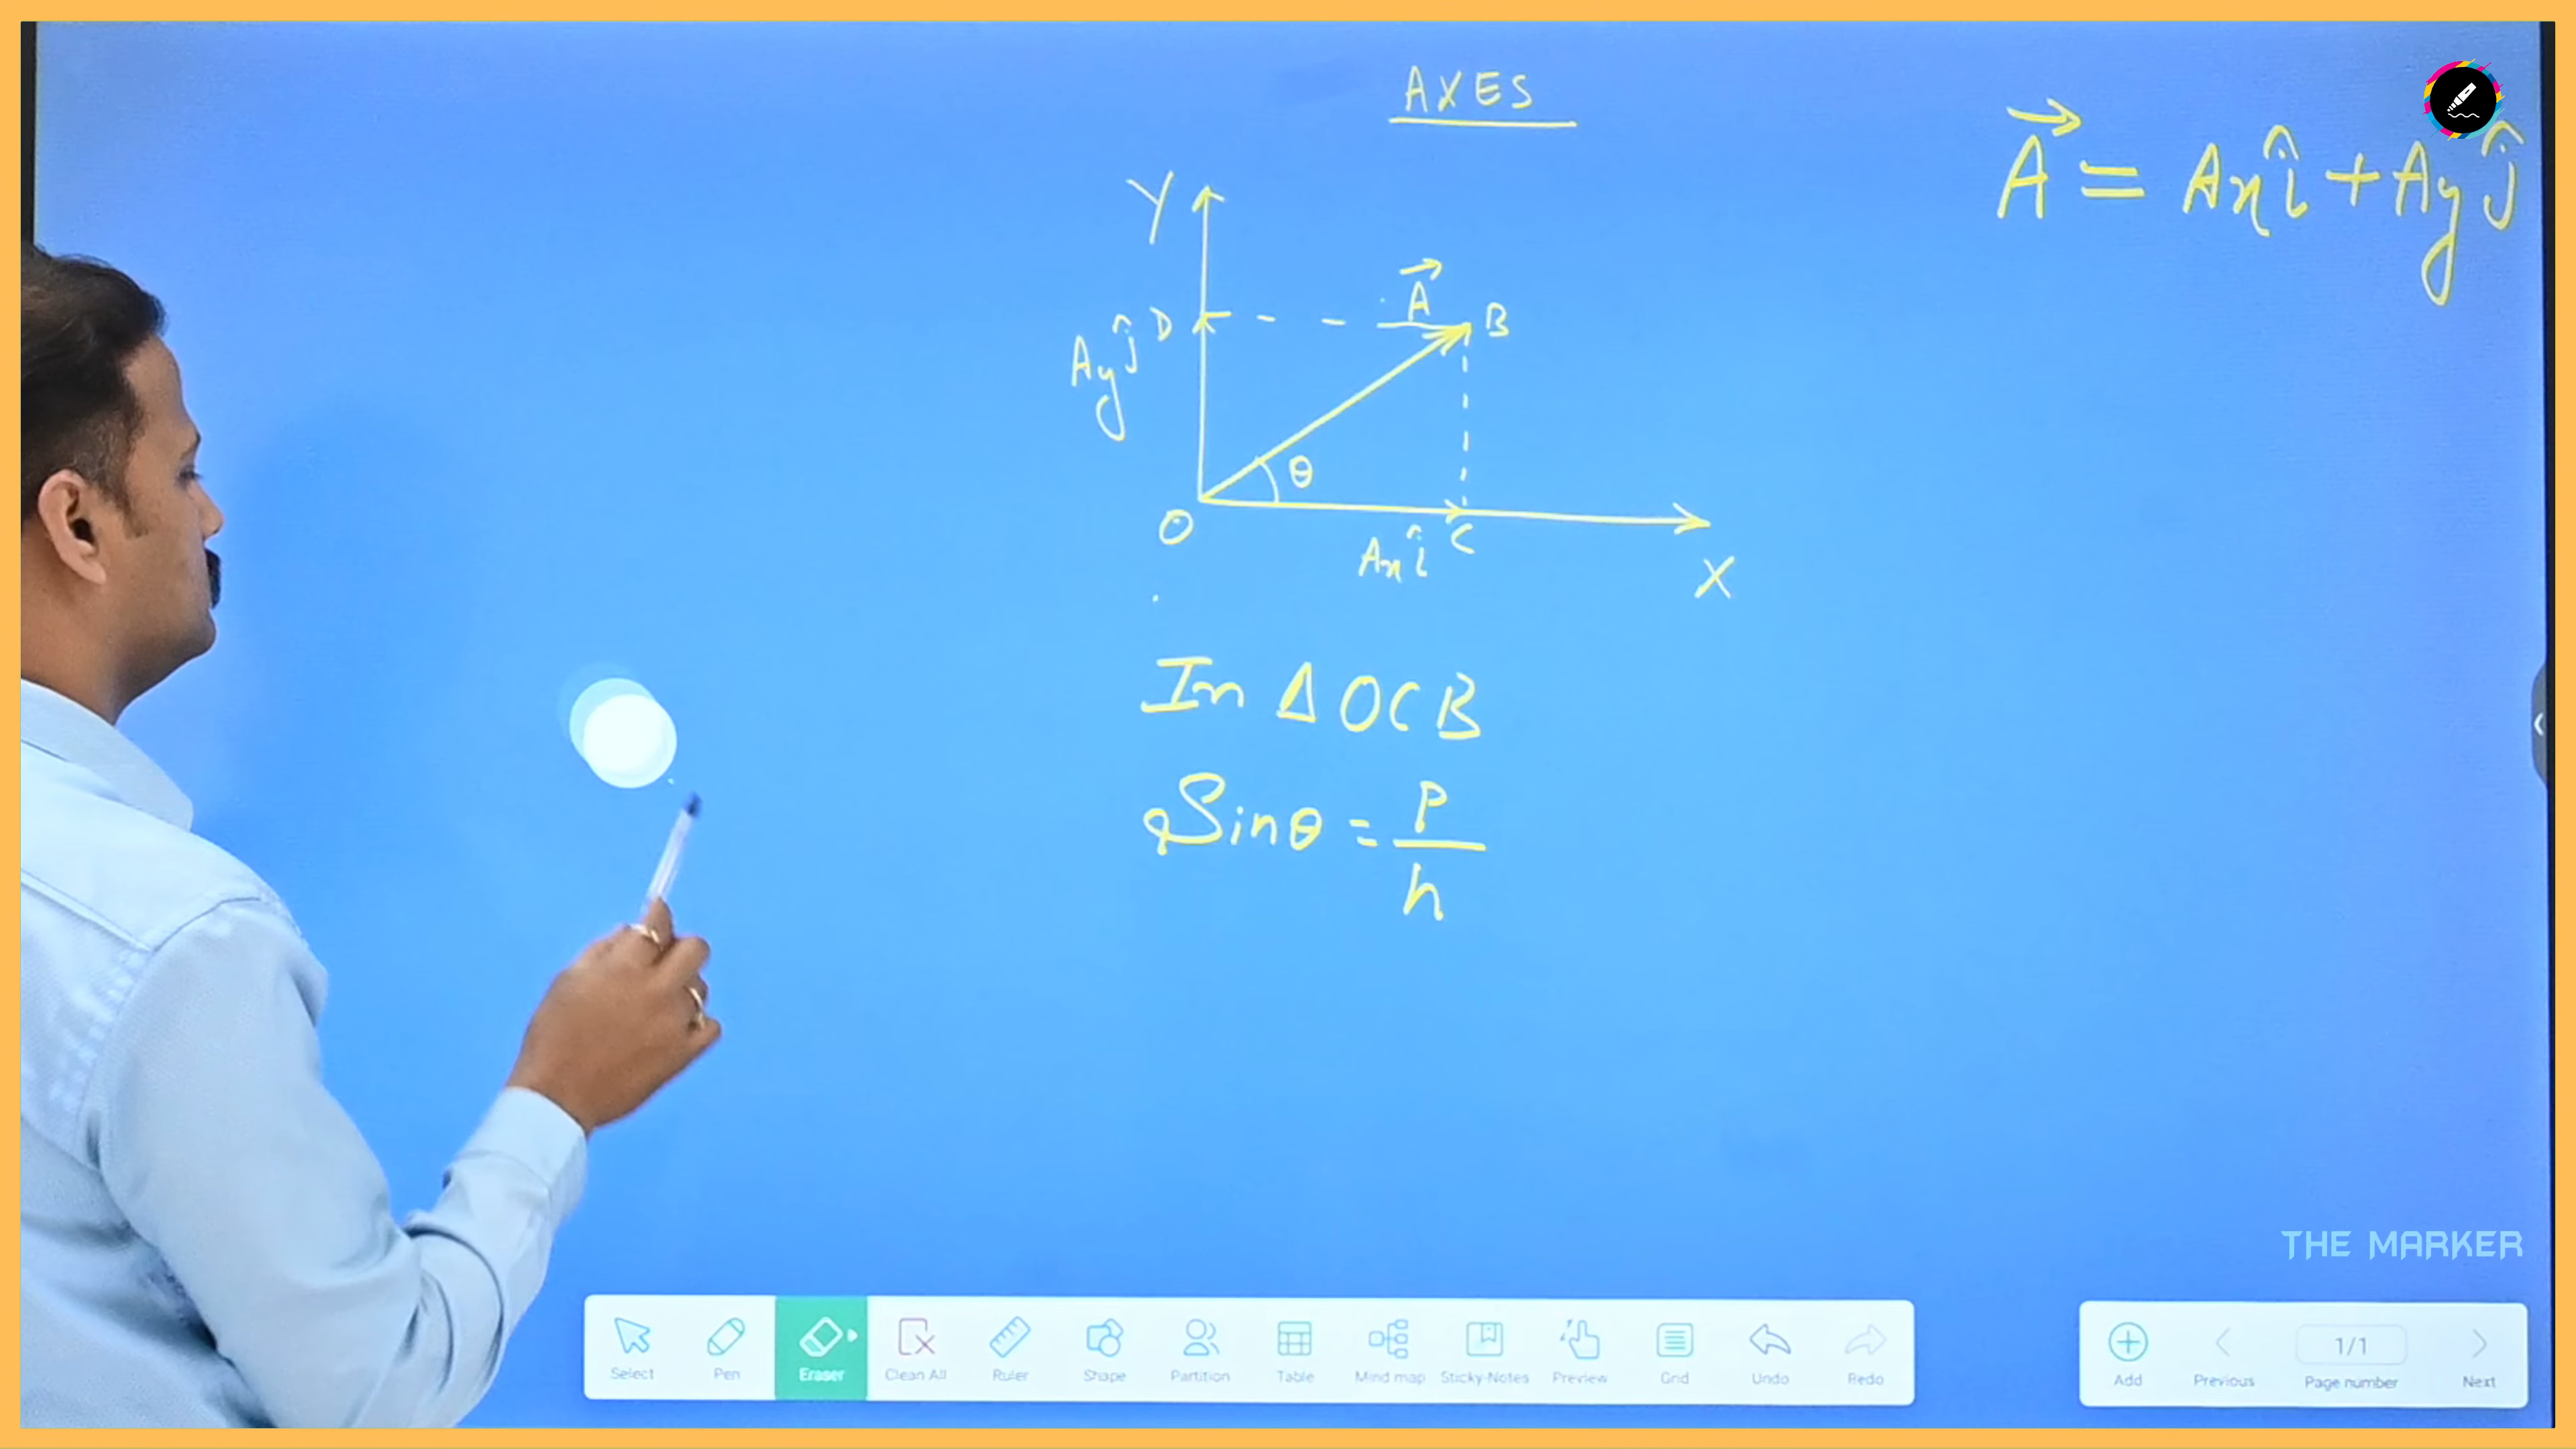 AXES
A⃗ = Axî + Ayĵ
Y
A⃗
D
B
Ayĵ
θ
O
Axî
C
X
In Δ OCB
Sinθ = P/h
THE MARKER
Select Pen Eraser Clean All Ruler Shape Partition Table Mind map Sticky-Notes Preview Grid Undo Redo
Add Previous 1/1 Page number Next